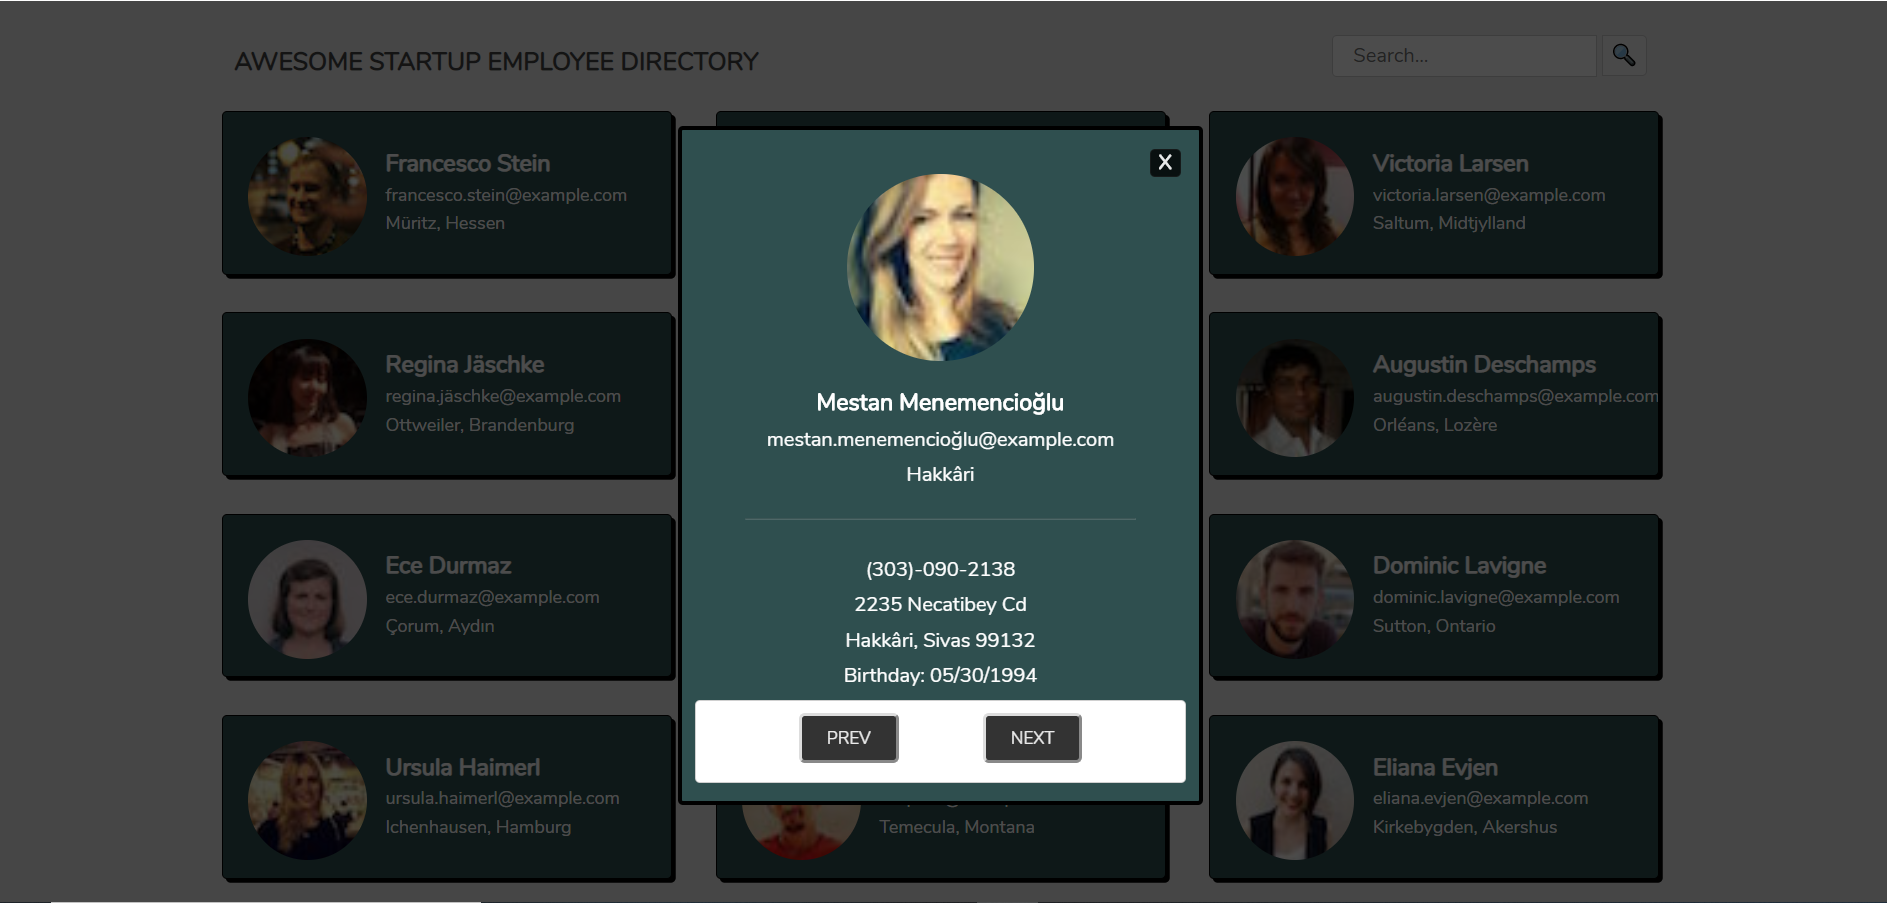 AWESOME STARTUP EMPLOYEE DIRECTORY
Search...
Francesco Stein
francesco.stein@example.com
Müritz, Hessen
Victoria Larsen
victoria.larsen@example.com
Saltum, Midtjylland
Regina Jäschke
regina.jäschke@example.com
Ottweiler, Brandenburg
Augustin Deschamps
augustin.deschamps@example.com
Orléans, Lozère
Ece Durmaz
ece.durmaz@example.com
Çorum, Aydın
Dominic Lavigne
dominic.lavigne@example.com
Sutton, Ontario
Ursula Haimerl
ursula.haimerl@example.com
Ichenhausen, Hamburg
Temecula, Montana
Eliana Evjen
eliana.evjen@example.com
Kirkebygden, Akershus
X
Mestan Menemencioğlu
mestan.menemencioğlu@example.com
Hakkâri
(303)-090-2138
2235 Necatibey Cd
Hakkâri, Sivas 99132
Birthday: 05/30/1994
PREV
NEXT